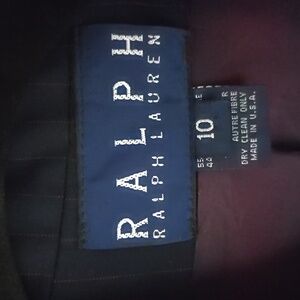 RALPH
RALPH LAUREN
10
AUTRE FIBRE
DRY CLEAN ONLY
MADE IN U.S.A.